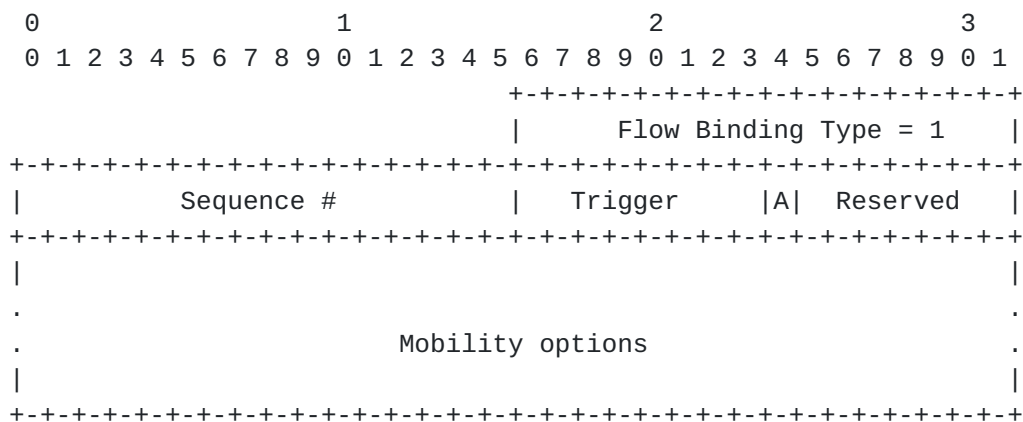 0                   1                   2                   3
 0 1 2 3 4 5 6 7 8 9 0 1 2 3 4 5 6 7 8 9 0 1 2 3 4 5 6 7 8 9 0 1
                                +-+-+-+-+-+-+-+-+-+-+-+-+-+-+-+-+
                                |       Flow Binding Type = 1    |
+-+-+-+-+-+-+-+-+-+-+-+-+-+-+-+-+-+-+-+-+-+-+-+-+-+-+-+-+-+-+-+-+
|          Sequence #           |   Trigger     |A|  Reserved   |
+-+-+-+-+-+-+-+-+-+-+-+-+-+-+-+-+-+-+-+-+-+-+-+-+-+-+-+-+-+-+-+-+
|                                                               |
.                                                               .
.                        Mobility options                       .
|                                                               |
+-+-+-+-+-+-+-+-+-+-+-+-+-+-+-+-+-+-+-+-+-+-+-+-+-+-+-+-+-+-+-+-+